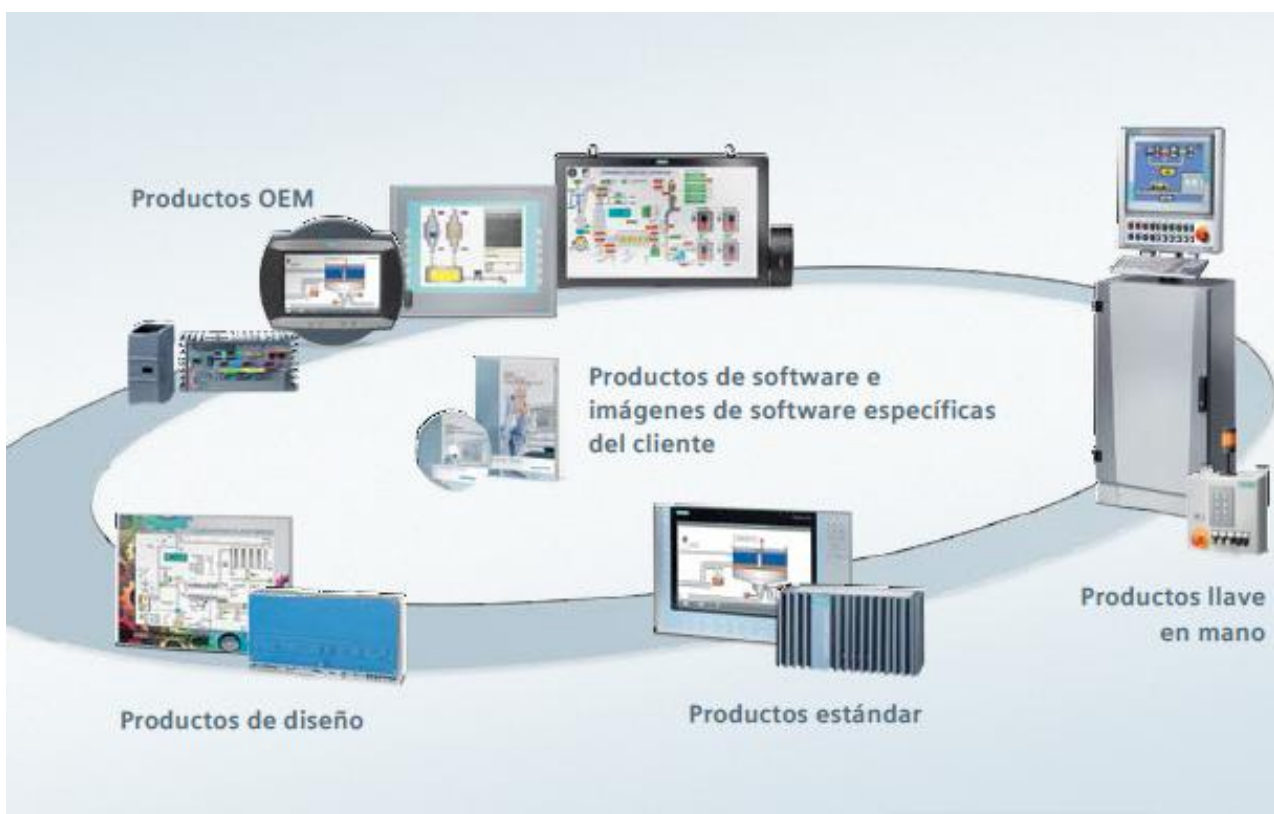 Productos OEM
Productos de software e
imágenes de software específicas
del cliente
Productos llave
en mano
Productos de diseño
Productos estándar